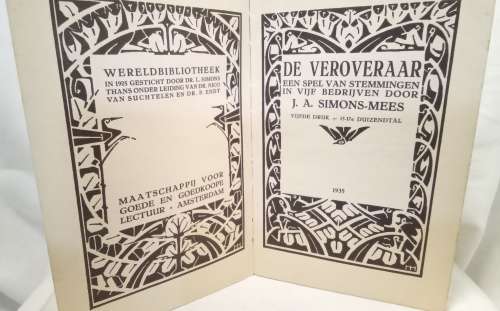 WERELDBIBLIOTHEEK
IN 1905 GESTICHT DOOR DR. L. SIMONS
THANS ONDER LEIDING VAN DR. NICO
VAN SUCHTELEN EN DR. P. ENDT
MAATSCHAPPIJ VOOR
GOEDE EN GOEDKOOPE
LECTUUR · AMSTERDAM
DE VEROVERAAR
EEN SPEL VAN STEMMINGEN
IN VIJF BEDRIJVEN DOOR
J. A. SIMONS-MEES
VIJFDE DRUK DUIZENDTAL
1935